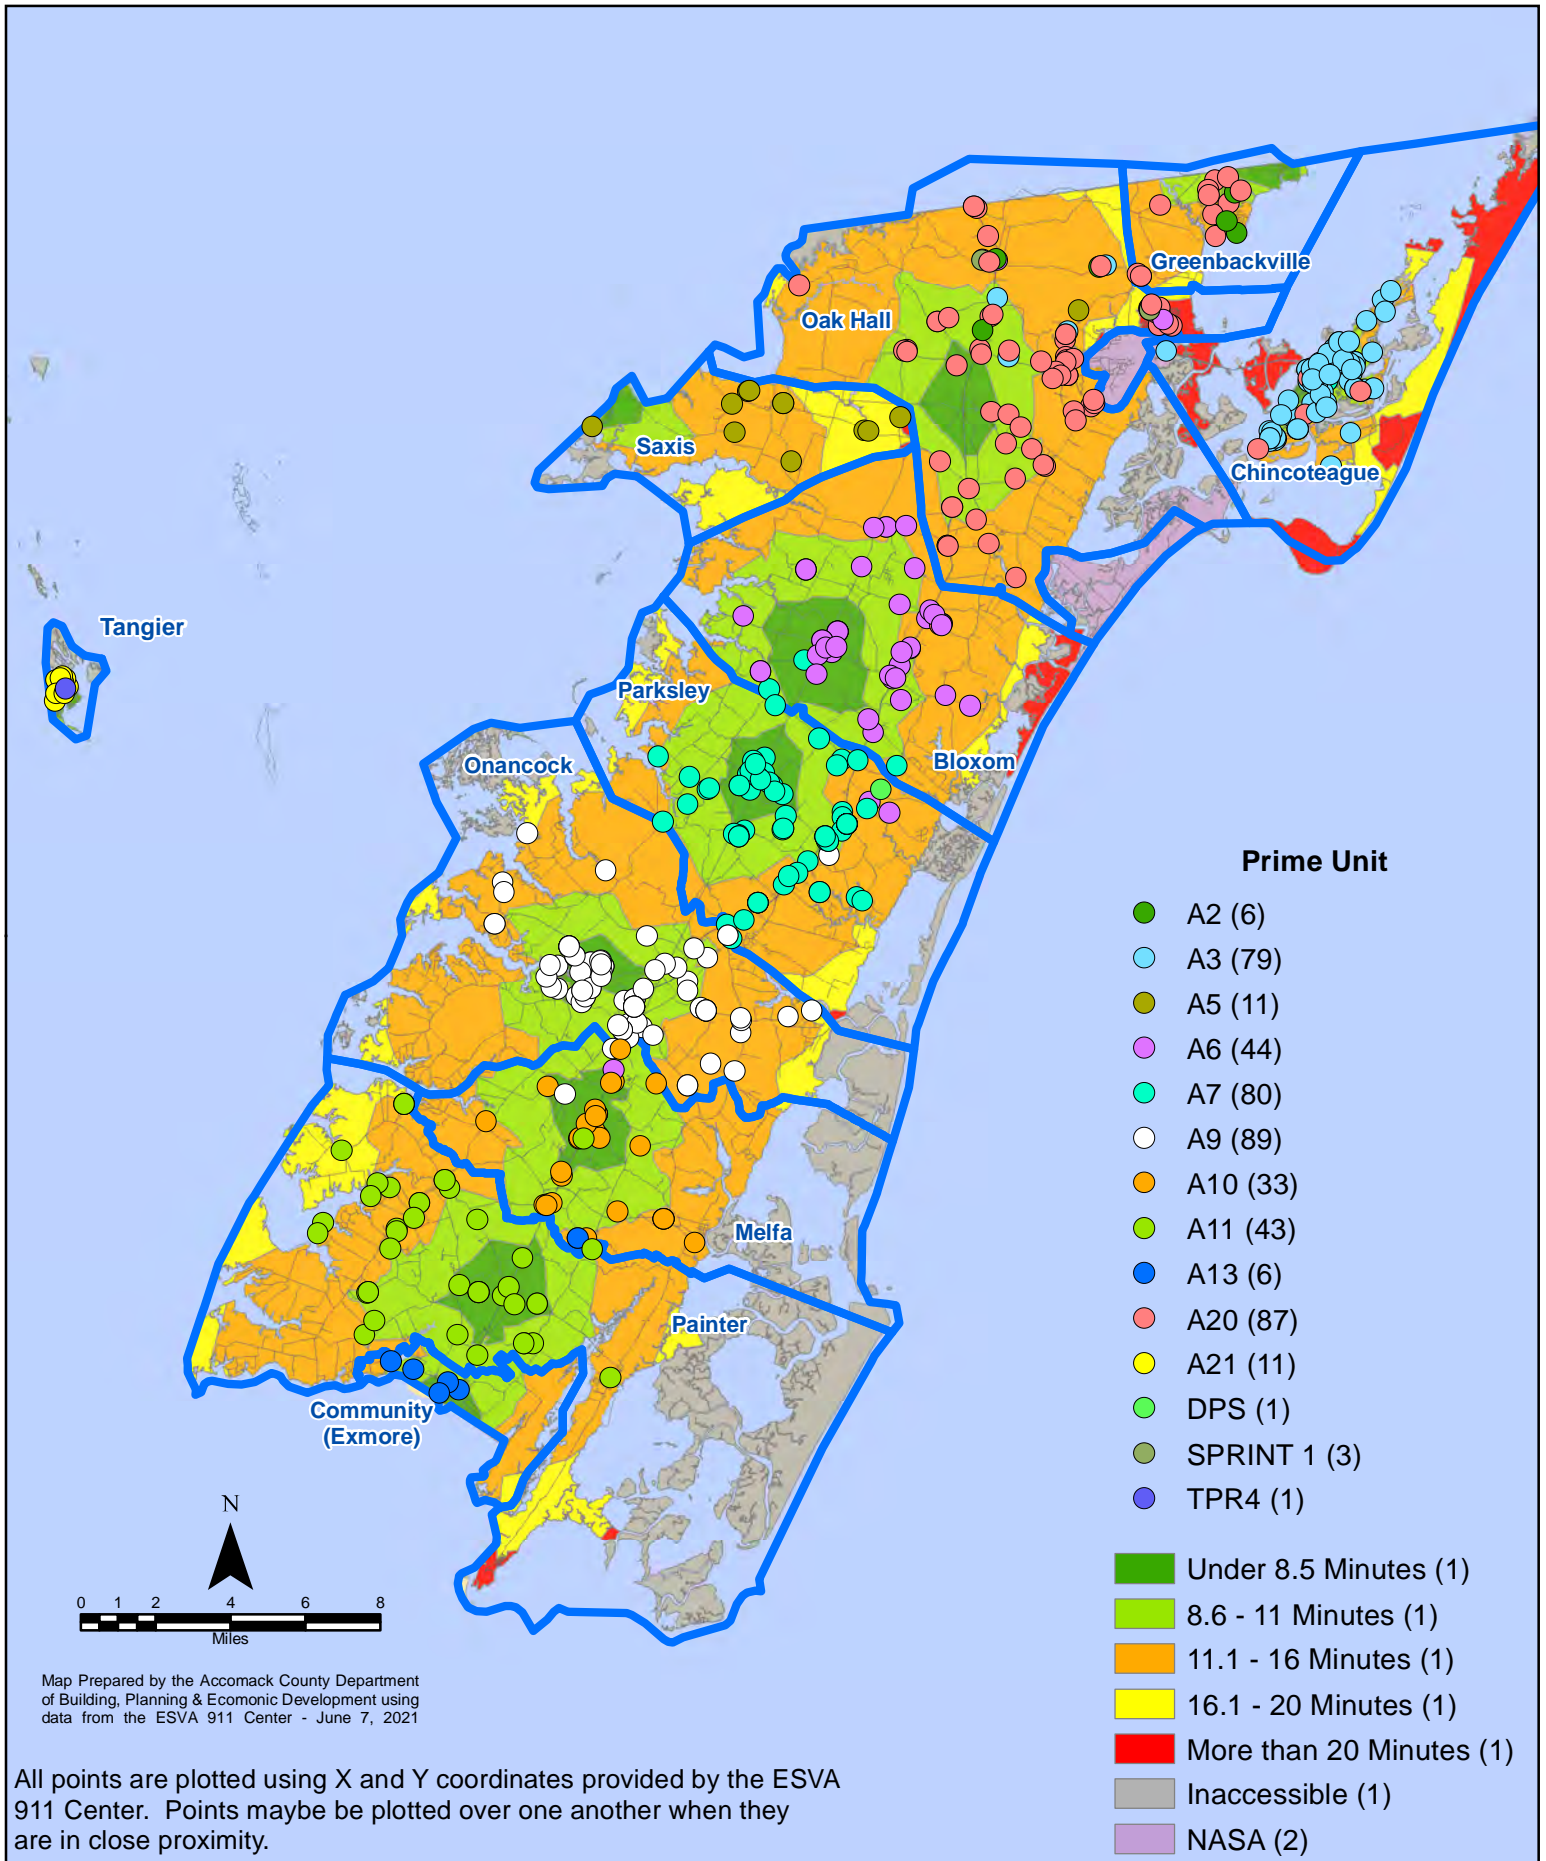 Greenbackville
Oak Hall
Saxis
Chincoteague
Tangier
Parksley
Onancock
Bloxom
Melfa
Painter
Community
(Exmore)
Prime Unit
A2 (6)
A3 (79)
A5 (11)
A6 (44)
A7 (80)
A9 (89)
A10 (33)
A11 (43)
A13 (6)
A20 (87)
A21 (11)
DPS (1)
SPRINT 1 (3)
TPR4 (1)
Under 8.5 Minutes (1)
8.6 - 11 Minutes (1)
11.1 - 16 Minutes (1)
16.1 - 20 Minutes (1)
More than 20 Minutes (1)
Inaccessible (1)
NASA (2)
N
0 1 2 4 6 8
Miles
Map Prepared by the Accomack County Department
of Building, Planning & Ecomonic Development using
data from the ESVA 911 Center - June 7, 2021
All points are plotted using X and Y coordinates provided by the ESVA
911 Center. Points maybe be plotted over one another when they
are in close proximity.